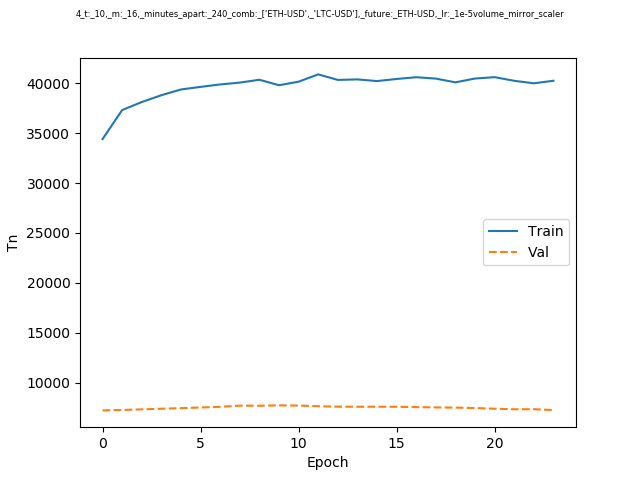 4_t:_10,_m:_16,_minutes_apart:_240_comb:_['ETH-USD',_'LTC-USD'],_future:_ETH-USD,_lr:_1e-5volume_mirror_scaler
40000
35000
30000
25000
20000
15000
10000
Tn
Train
Val
0 5 10 15 20
Epoch